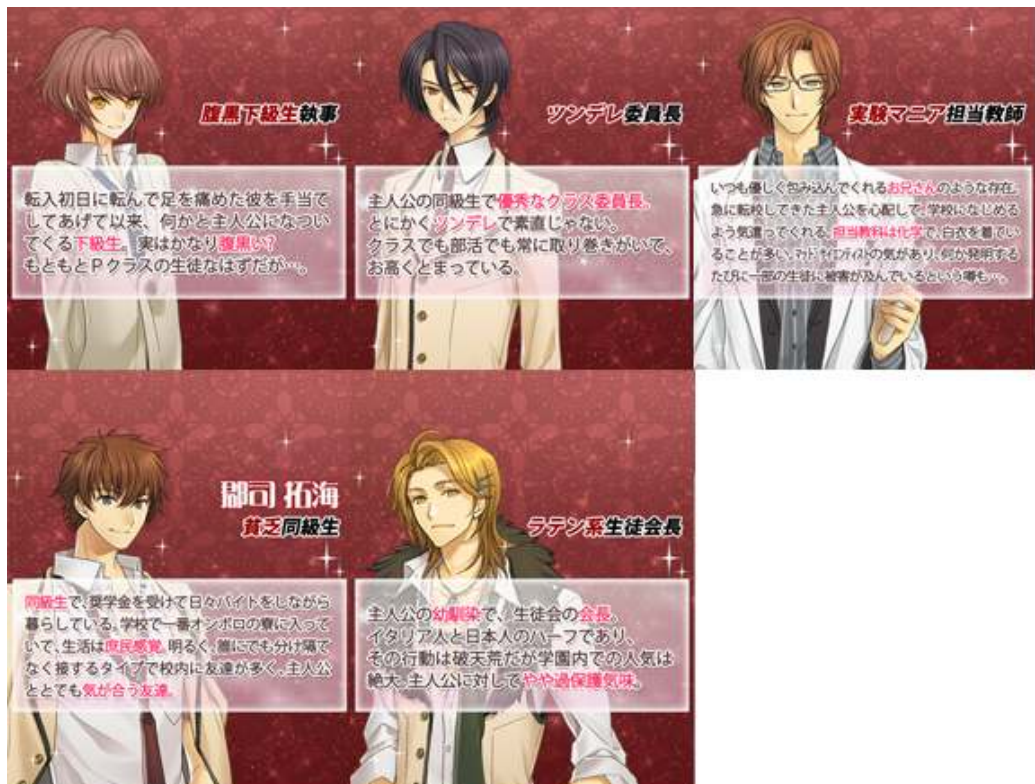 腹黒下級生執事
転入初日に転んで足を痛めた彼を手当て
してあげて以来、何かと主人公になつい
てくる下級生。実はかなり腹黒い?
もともとPクラスの生徒なはずだが…。
ツンデレ委員長
主人公の同級生で優秀なクラス委員長。
とにかくツンデレで素直じゃない。
クラスでも部活でも常に取り巻きがいて、
お高くとまっている。
実験マニア担当教師
いつも優しく包み込んでくれるお兄さんのような存在。
急に転校してきた主人公を心配して、学校になじめる
よう気遣ってくれる。担当教科は化学で、白衣を着てい
ることが多い。マッドサイエンティストの気があり、何か発明する
たびに一部の生徒に被害が及んでいるという噂も…。
郡司 拓海
貧乏同級生
同級生で、奨学金を受けて日々バイトをしながら
暮らしている。学校で一番オンボロの寮に入って
いて、生活は庶民感覚。明るく、誰にでも分け隔て
なく接するタイプで校内に友達が多く、主人公
ととても気が合う友達。
ラテン系生徒会長
主人公の幼馴染で、生徒会の会長。
イタリア人と日本人のハーフであり、
その行動は破天荒だが学園内での人気は
絶大。主人公に対してやや過保護気味。